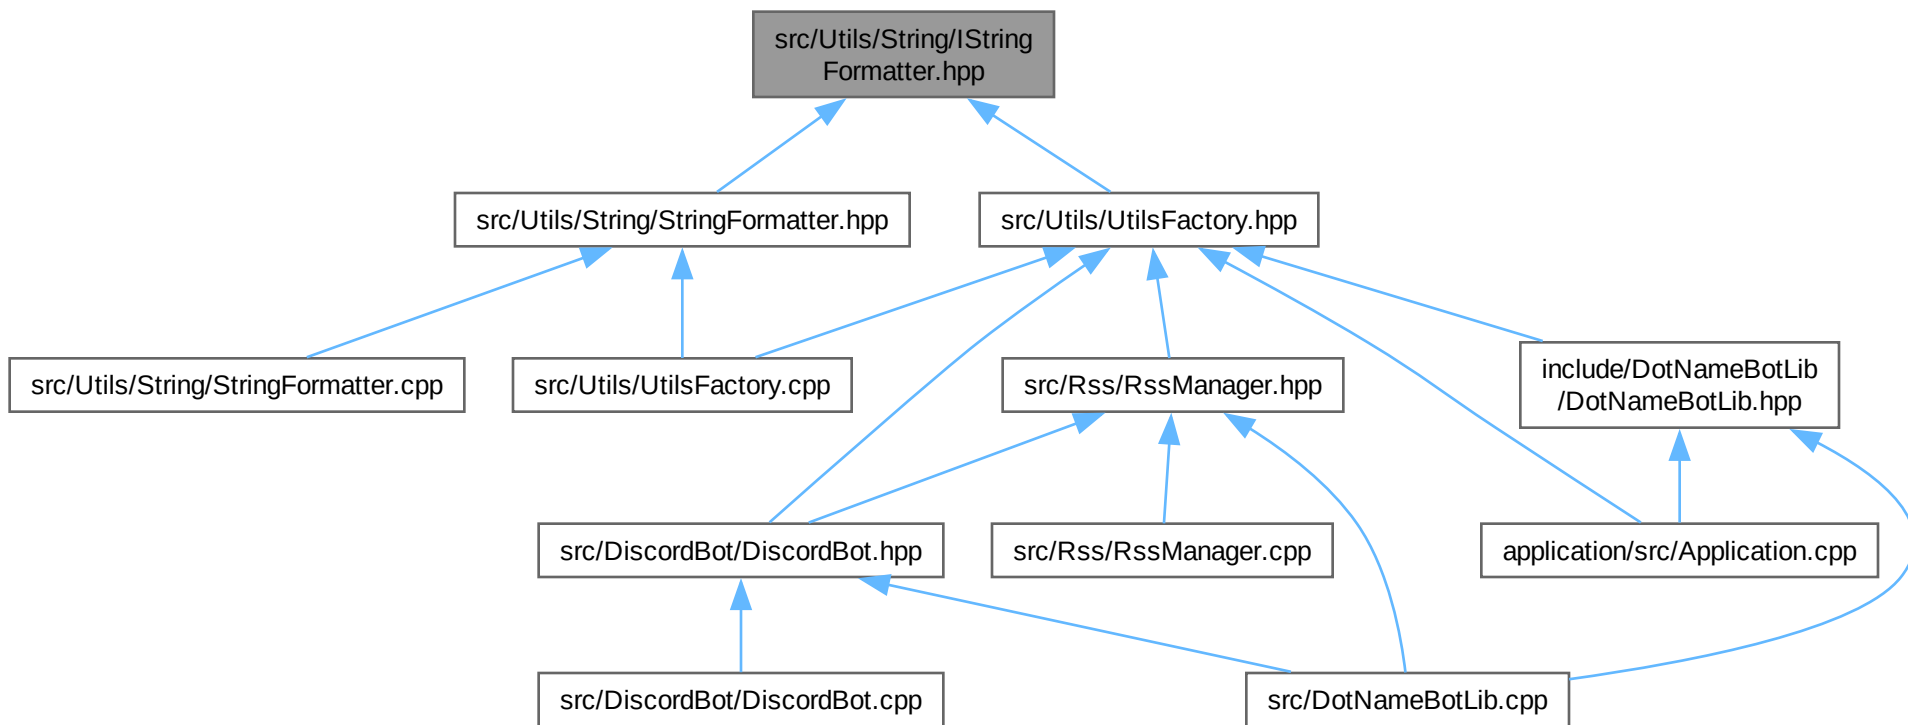 src/Utils/String/IString
Formatter.hpp
src/Utils/String/StringFormatter.hpp
src/Utils/UtilsFactory.hpp
src/Utils/String/StringFormatter.cpp
src/Utils/UtilsFactory.cpp
src/Rss/RssManager.hpp
include/DotNameBotLib
/DotNameBotLib.hpp
src/DiscordBot/DiscordBot.hpp
src/Rss/RssManager.cpp
application/src/Application.cpp
src/DiscordBot/DiscordBot.cpp
src/DotNameBotLib.cpp